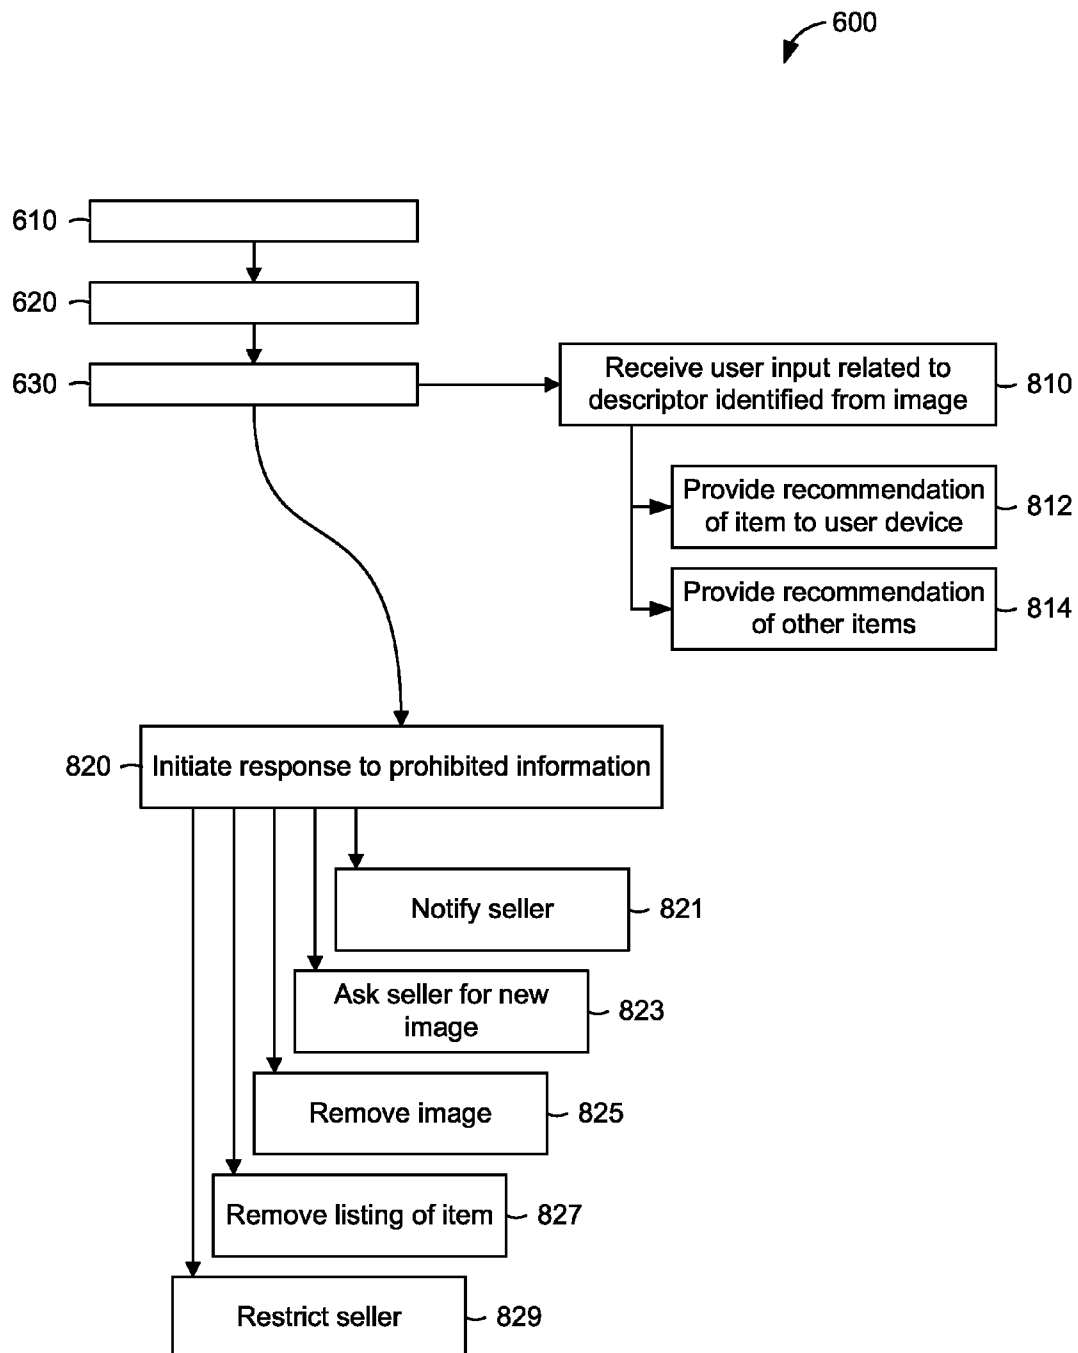 600
610
620
630
Receive user input related to
descriptor identified from image
810
Provide recommendation
of item to user device
812
Provide recommendation
of other items
814
820
Initiate response to prohibited information
Notify seller
821
Ask seller for new
image
823
Remove image
825
Remove listing of item
827
Restrict seller
829